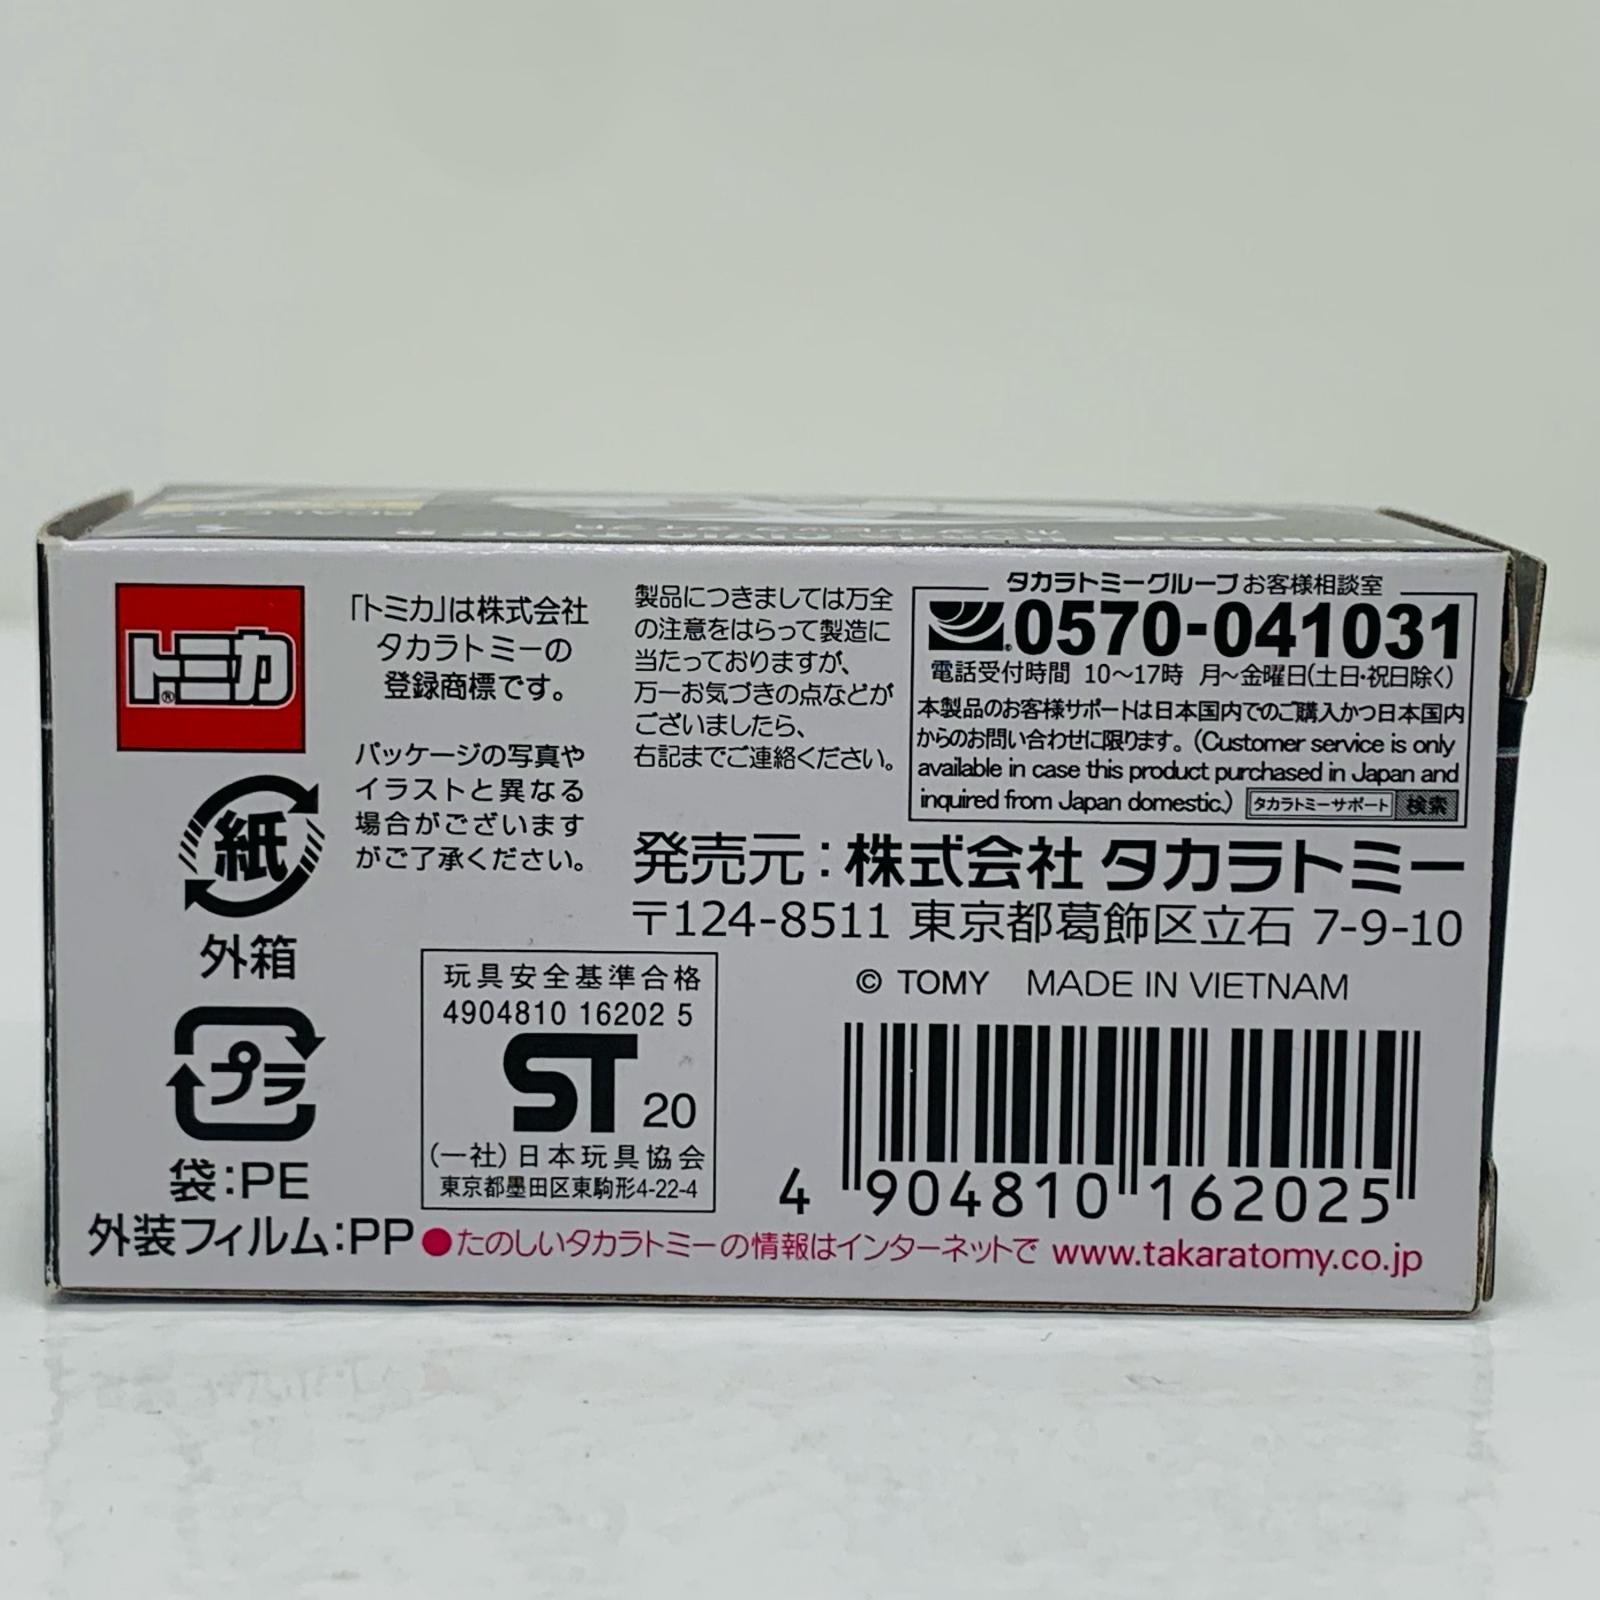 トミカ®
「トミカ」は株式会社
タカラトミーの
登録商標です。
パッケージの写真や
イラストと異なる
場合がございます
がご了承ください。
製品につきましては万全
の注意をはらって製造に
当たっておりますが、
万一お気づきの点などが
ございましたら、
右記までご連絡ください。
タカラトミーグループお客様相談室
0570-041031
電話受付時間 10〜17時 月〜金曜日(土日・祝日除く)
本製品のお客様サポートは日本国内でのご購入かつ日本国内
からのお問い合わせに限ります。(Customer service is only
available in case this product purchased in Japan and
inquired from Japan domestic.) タカラトミーサポート 検索
発売元:株式会社 タカラトミー
〒124-8511 東京都葛飾区立石 7-9-10
© TOMY MADE IN VIETNAM
4 904810 162025
紙
外箱
プラ
袋:PE
外装フィルム:PP
玩具安全基準合格
4904810 16202 5
ST 20
(一社)日本玩具協会
東京都墨田区東駒形4-22-4
●たのしいタカラトミーの情報はインターネットで www.takaratomy.co.jp